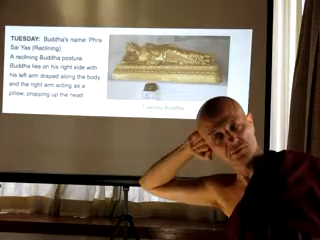 TUESDAY: Buddha's name: Phra
Sai Yas (Reclining)
A reclining Buddha posture.
Buddha lies on his right side with
his left arm draped along the body
and the right arm acting as a
pillow, propping up the head
Buddha